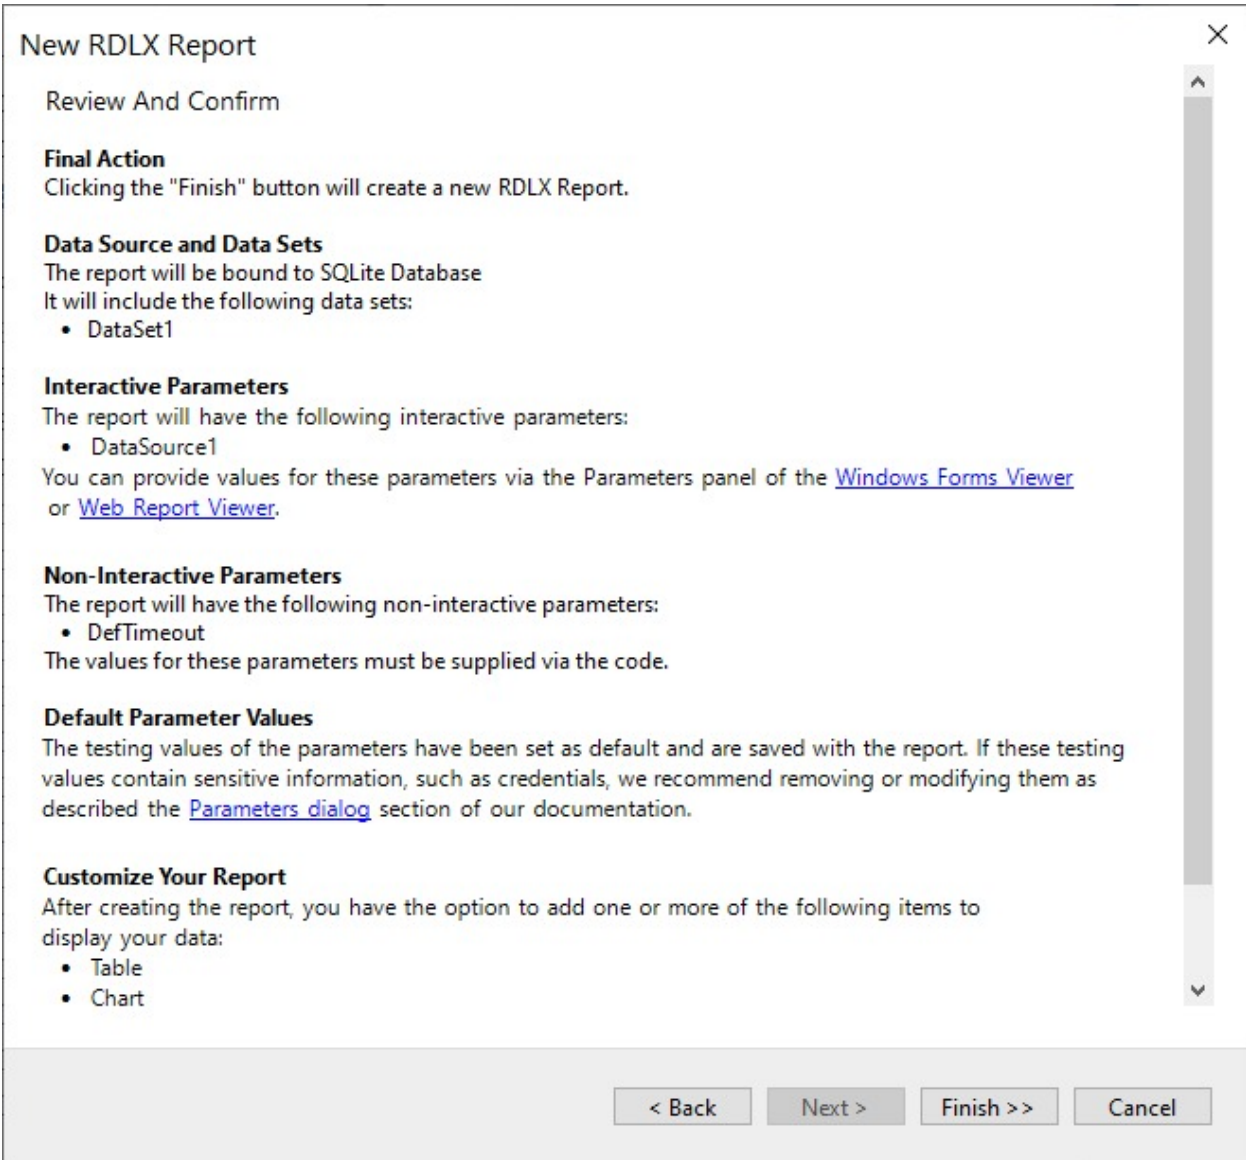 New RDLX Report
Review And Confirm
Final Action
Clicking the "Finish" button will create a new RDLX Report.
Data Source and Data Sets
The report will be bound to SQLite Database
It will include the following data sets:
• DataSet1
Interactive Parameters
The report will have the following interactive parameters:
• DataSource1
You can provide values for these parameters via the Parameters panel of the Windows Forms Viewer
or Web Report Viewer.
Non-Interactive Parameters
The report will have the following non-interactive parameters:
• DefTimeout
The values for these parameters must be supplied via the code.
Default Parameter Values
The testing values of the parameters have been set as default and are saved with the report. If these testing
values contain sensitive information, such as credentials, we recommend removing or modifying them as
described the Parameters dialog section of our documentation.
Customize Your Report
After creating the report, you have the option to add one or more of the following items to
display your data:
• Table
• Chart
< Back Next > Finish >> Cancel